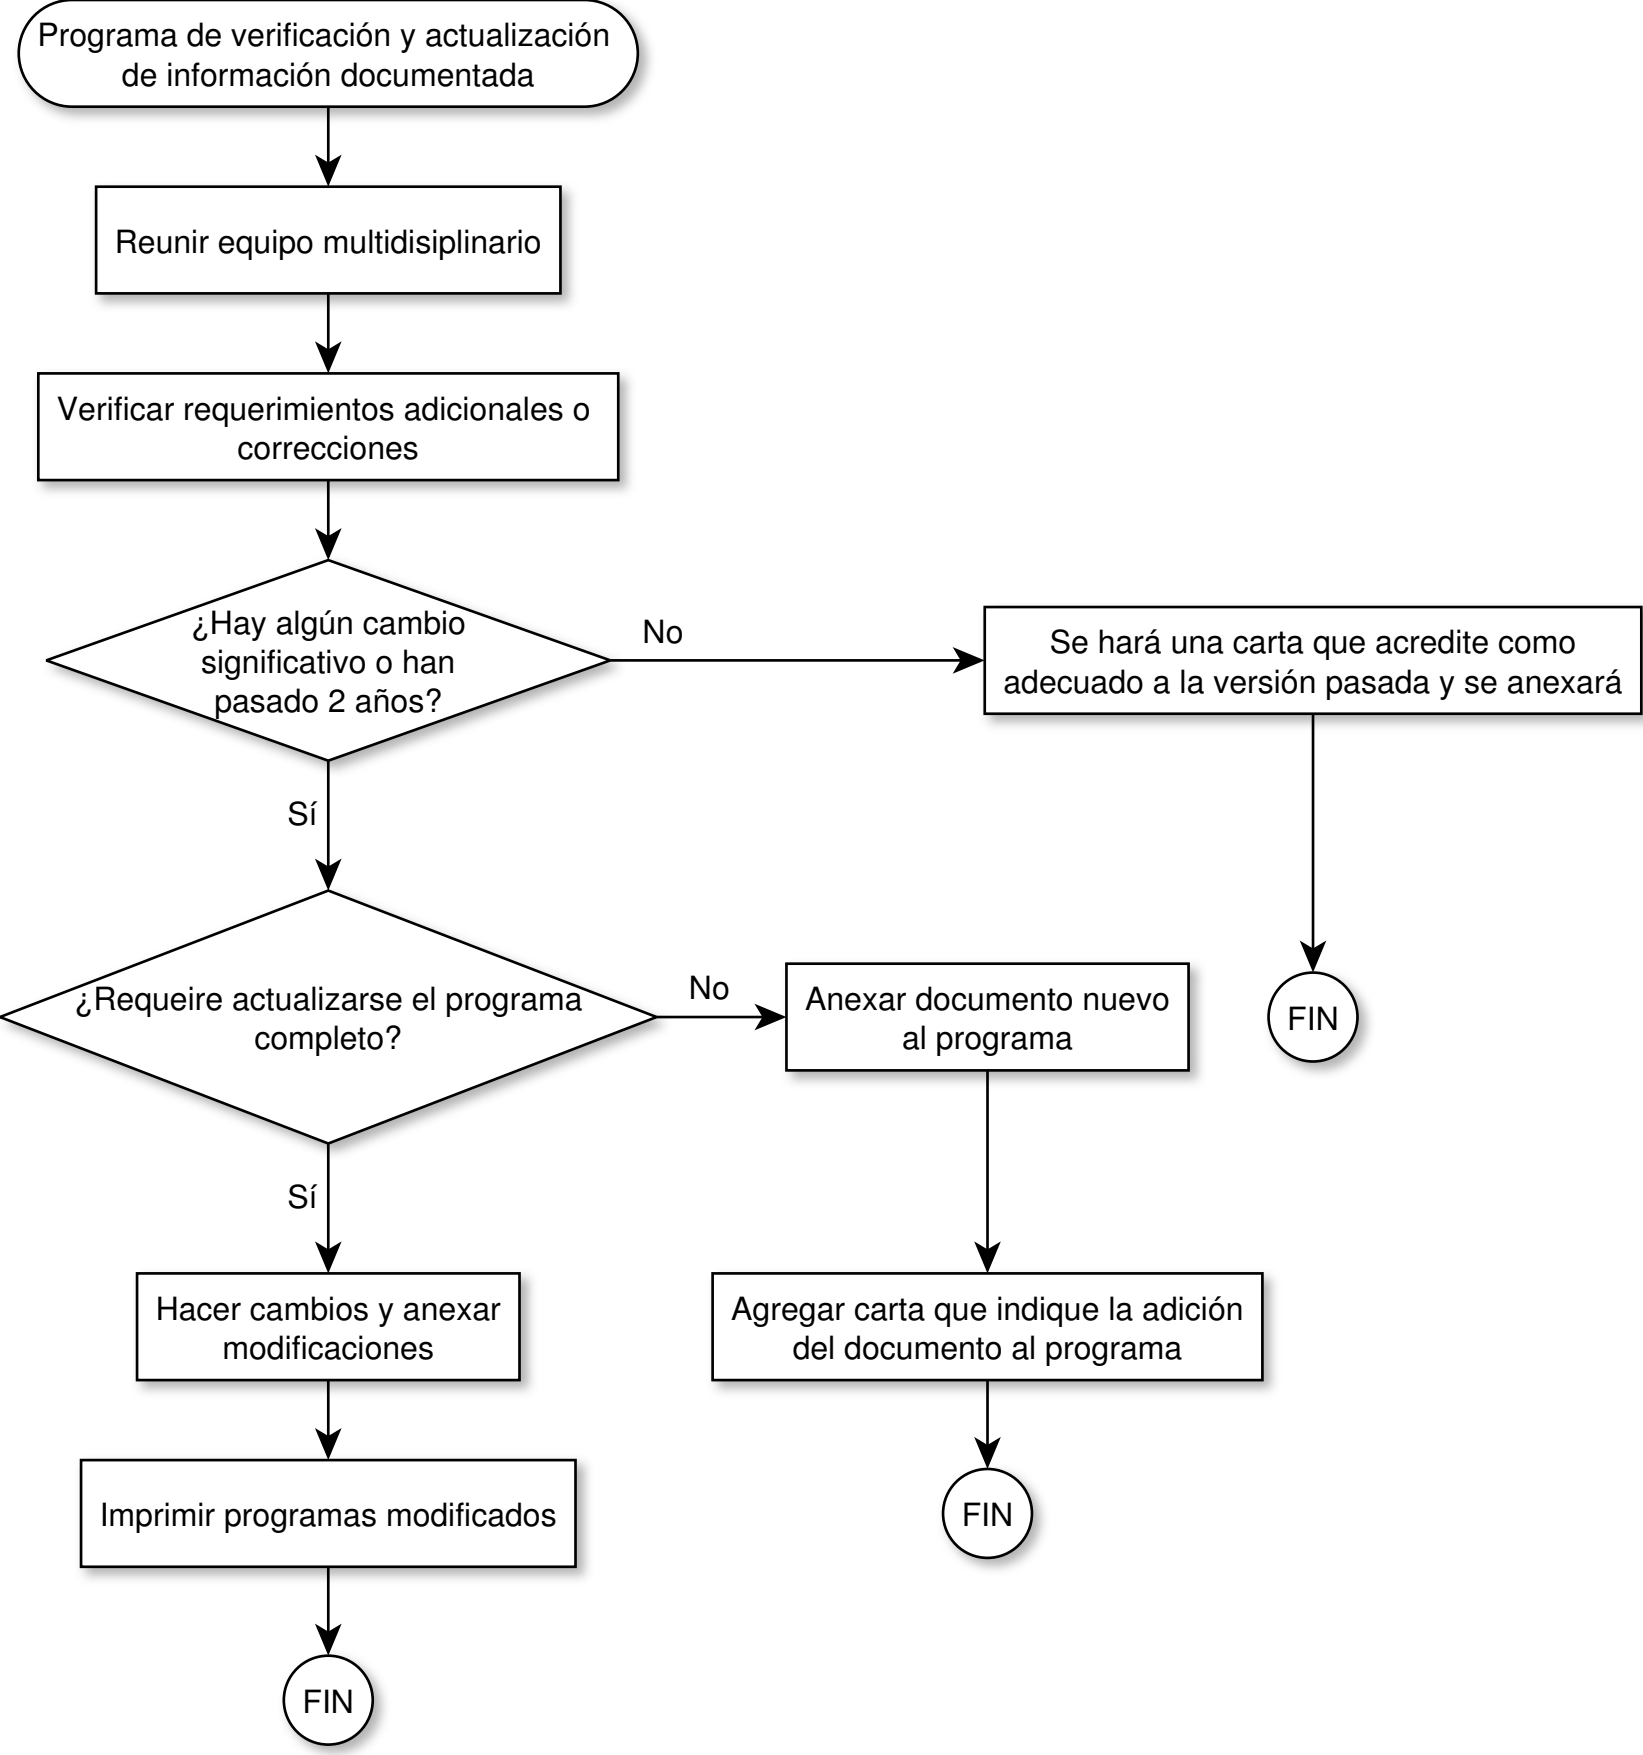 Programa de verificación y actualización
de información documentada
Reunir equipo multidisiplinario
Verificar requerimientos adicionales o
correcciones
¿Hay algún cambio
significativo o han
pasado 2 años?
No
Se hará una carta que acredite como
adecuado a la versión pasada y se anexará
Sí
¿Requeire actualizarse el programa
completo?
No
Anexar documento nuevo
al programa
FIN
Sí
Hacer cambios y anexar
modificaciones
Agregar carta que indique la adición
del documento al programa
Imprimir programas modificados
FIN
FIN